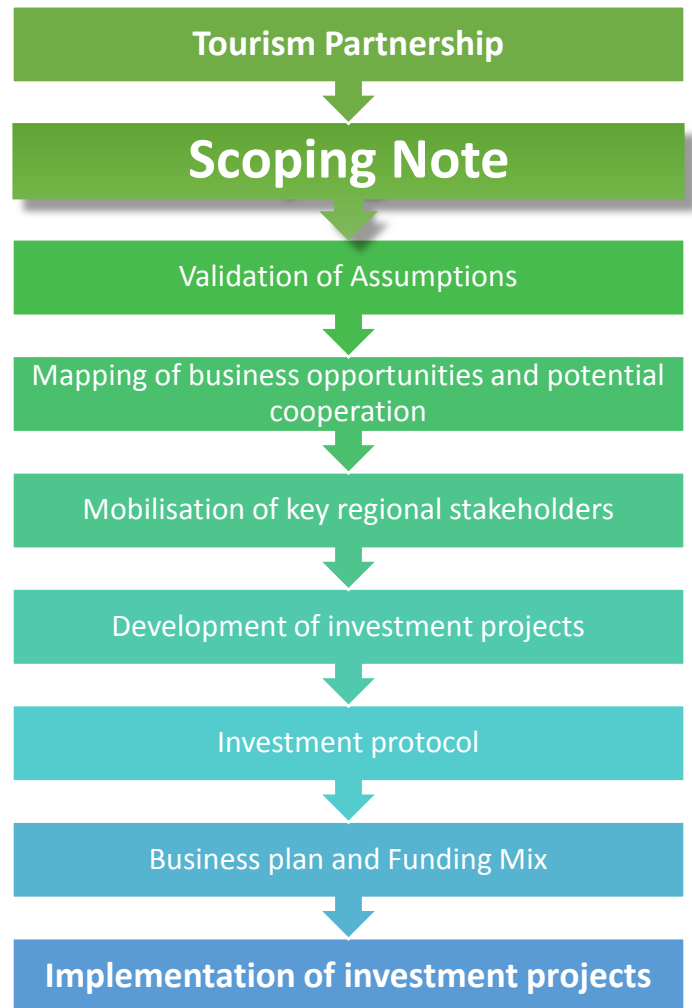 Tourism Partnership
Scoping Note
Validation of Assumptions
Mapping of business opportunities and potential
cooperation
Mobilisation of key regional stakeholders
Development of investment projects
Investment protocol
Business plan and Funding Mix
Implementation of investment projects